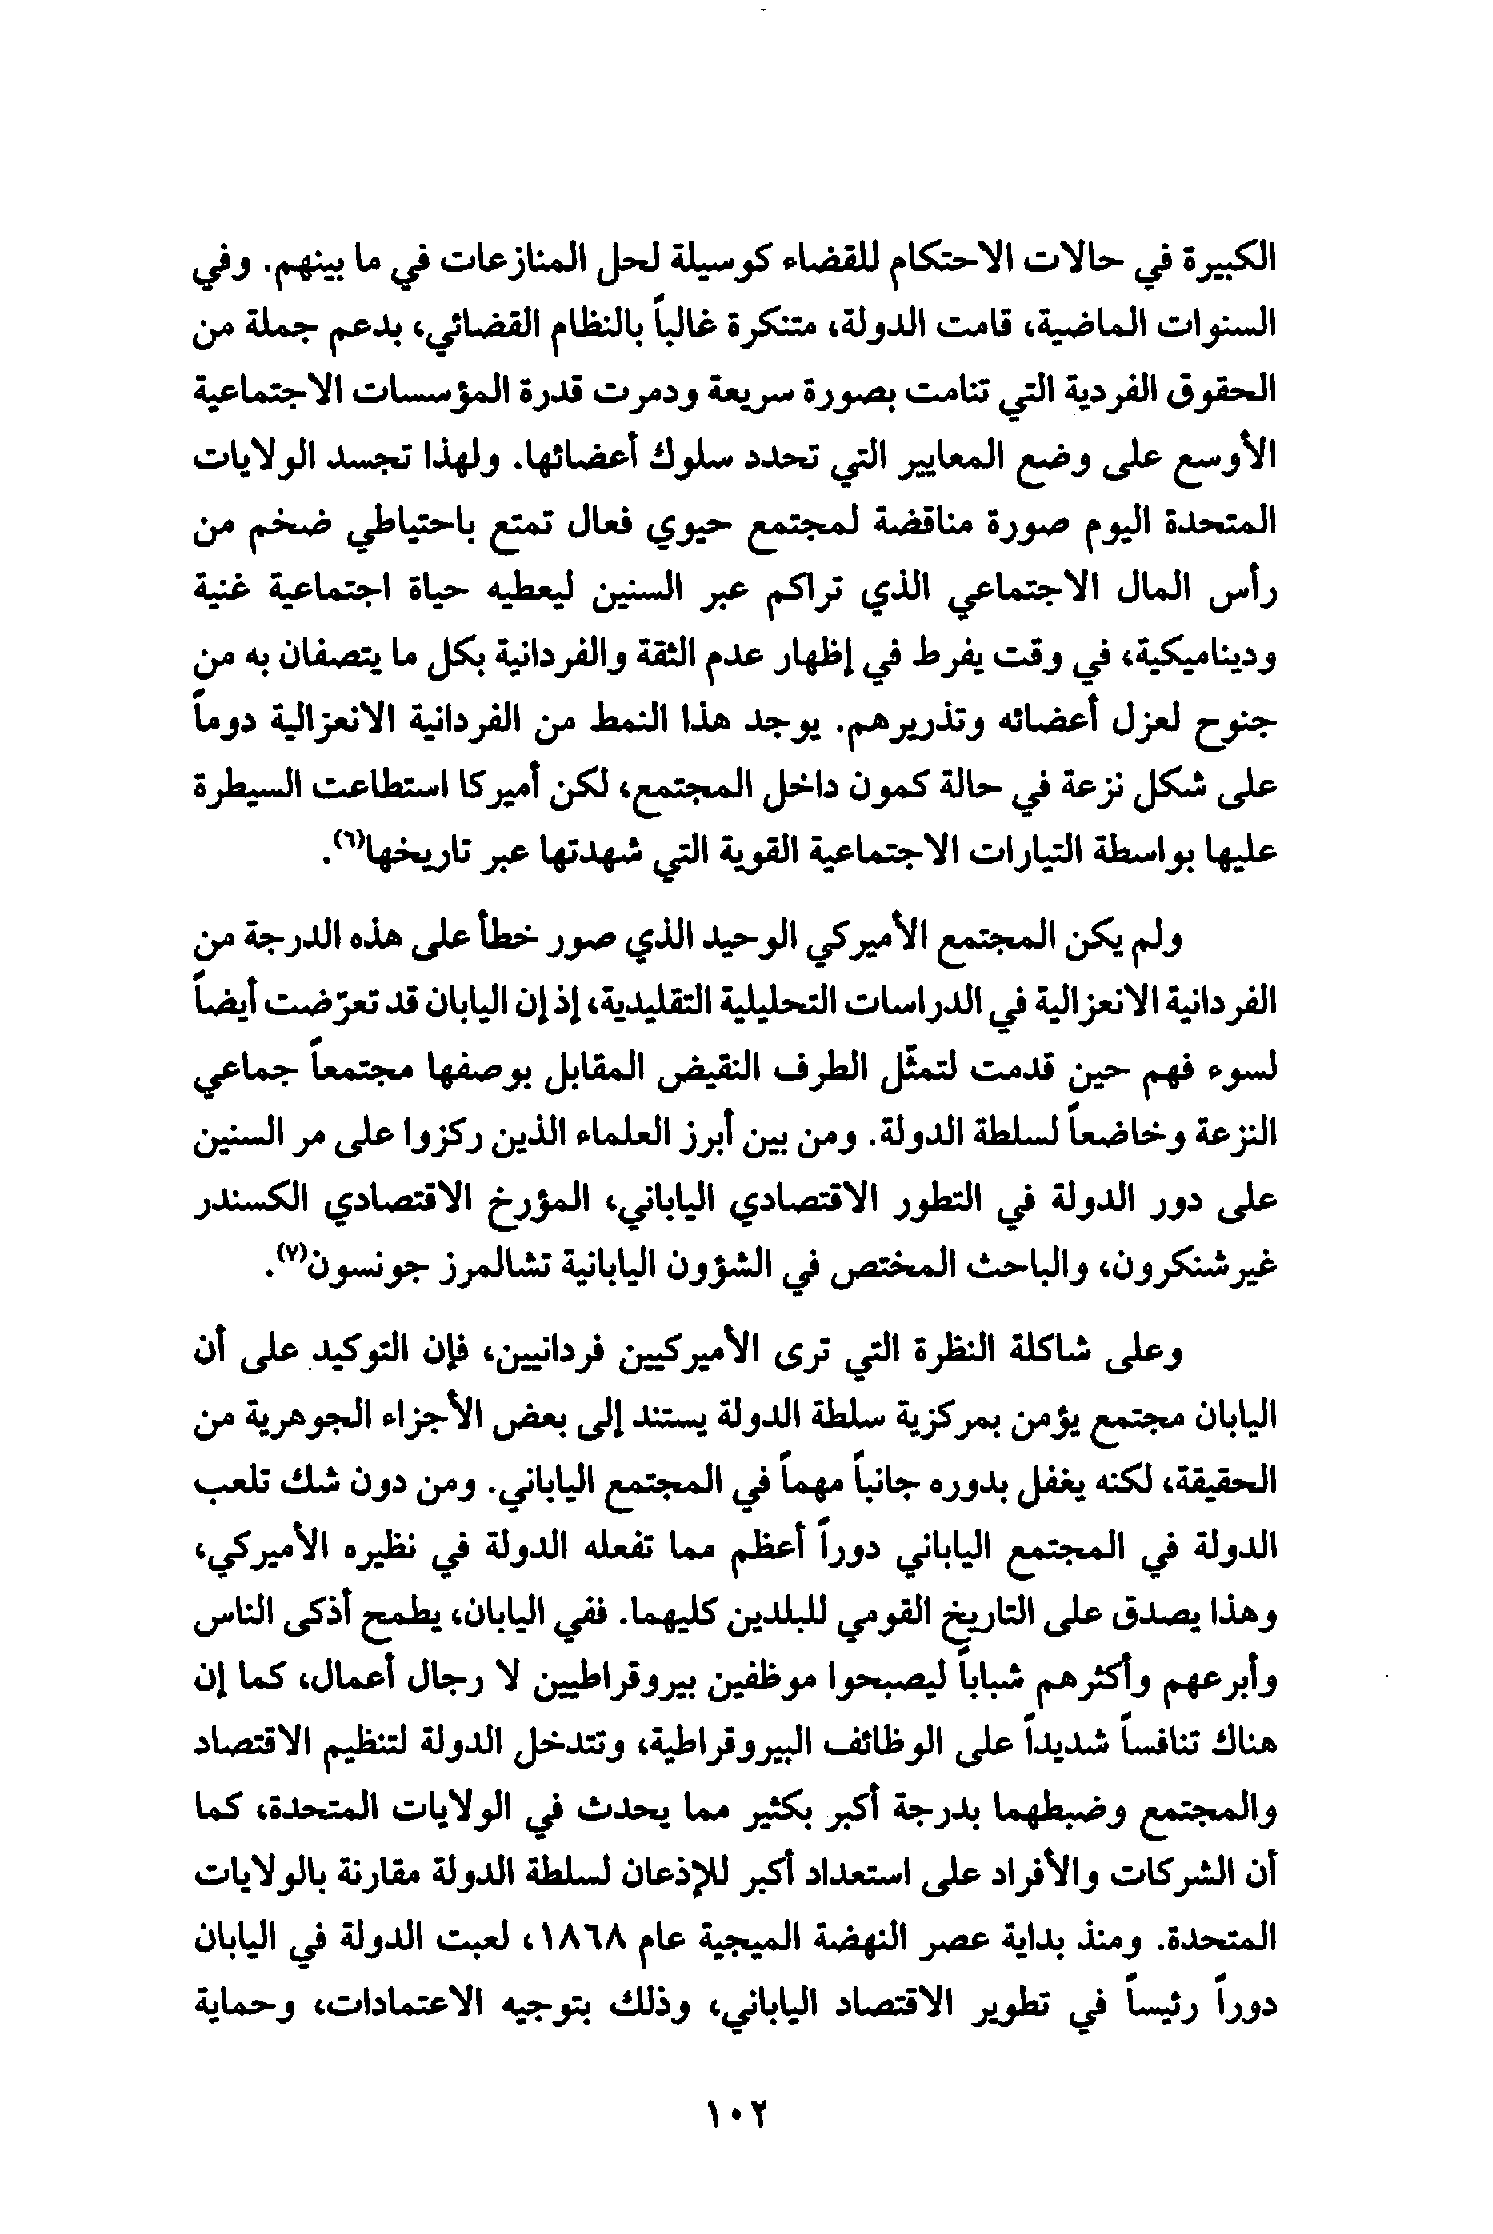 الكبيرة في حالات الاحتكام للقضاء كوسيلة لحل المنازعات في ما بينهم. وفي
السنوات الماضية، قامت الدولة، متنكرة غالباً بالنظام القضائي، بدعم جملة من
الحقوق الفردية التي تنامت بصورة سريعة ودمرت قدرة المؤسسات الاجتماعية
الأوسع على وضع المعايير التي تحدد سلوك أعضائها. ولهذا تجسد الولايات
المتحدة اليوم صورة مناقضة لمجتمع حيوي فعال تمتع باحتياطي ضخم من
رأس المال الاجتماعي الذي تراكم عبر السنين ليعطيه حياة اجتماعية غنية
وديناميكية، في وقت يفرط في إظهار عدم الثقة والفردانية بكل ما يتصفان به من
جنوح لعزل أعضائه وتذريرهم. يوجد هذا النمط من الفردانية الانعزالية دوماً
على شكل نزعة في حالة كمون داخل المجتمع، لكن أميركا استطاعت السيطرة
عليها بواسطة التيارات الاجتماعية القوية التي شهدتها عبر تاريخها(٦).
ولم يكن المجتمع الأميركي الوحيد الذي صور خطأ على هذه الدرجة من
الفردانية الانعزالية في الدراسات التحليلية التقليدية، إذ إن اليابان قد تعرّضت أيضاً
لسوء فهم حين قدمت لتمثّل الطرف النقيض المقابل بوصفها مجتمعاً جماعي
النزعة وخاضعاً لسلطة الدولة. ومن بين أبرز العلماء الذين ركزوا على مر السنين
على دور الدولة في التطور الاقتصادي الياباني، المؤرخ الاقتصادي الكسندر
غيرشنكرون، والباحث المختص في الشؤون اليابانية تشالمرز جونسون(٧).
وعلى شاكلة النظرة التي ترى الأميركيين فردانيين، فإن التوكيد على أن
اليابان مجتمع يؤمن بمركزية سلطة الدولة يستند إلى بعض الأجزاء الجوهرية من
الحقيقة، لكنه يغفل بدوره جانباً مهماً في المجتمع الياباني. ومن دون شك تلعب
الدولة في المجتمع الياباني دوراً أعظم مما تفعله الدولة في نظيره الأميركي،
وهذا يصدق على التاريخ القومي للبلدين كليهما. ففي اليابان، يطمح أذكى الناس
وأبرعهم وأكثرهم شباباً ليصبحوا موظفين بيروقراطيين لا رجال أعمال، كما إن
هناك تنافساً شديداً على الوظائف البيروقراطية، وتتدخل الدولة لتنظيم الاقتصاد
والمجتمع وضبطهما بدرجة أكبر بكثير مما يحدث في الولايات المتحدة، كما
أن الشركات والأفراد على استعداد أكبر للإذعان لسلطة الدولة مقارنة بالولايات
المتحدة. ومنذ بداية عصر النهضة الميجية عام ١٨٦٨، لعبت الدولة في اليابان
دوراً رئيساً في تطوير الاقتصاد الياباني، وذلك بتوجيه الاعتمادات، وحماية
١٠٢